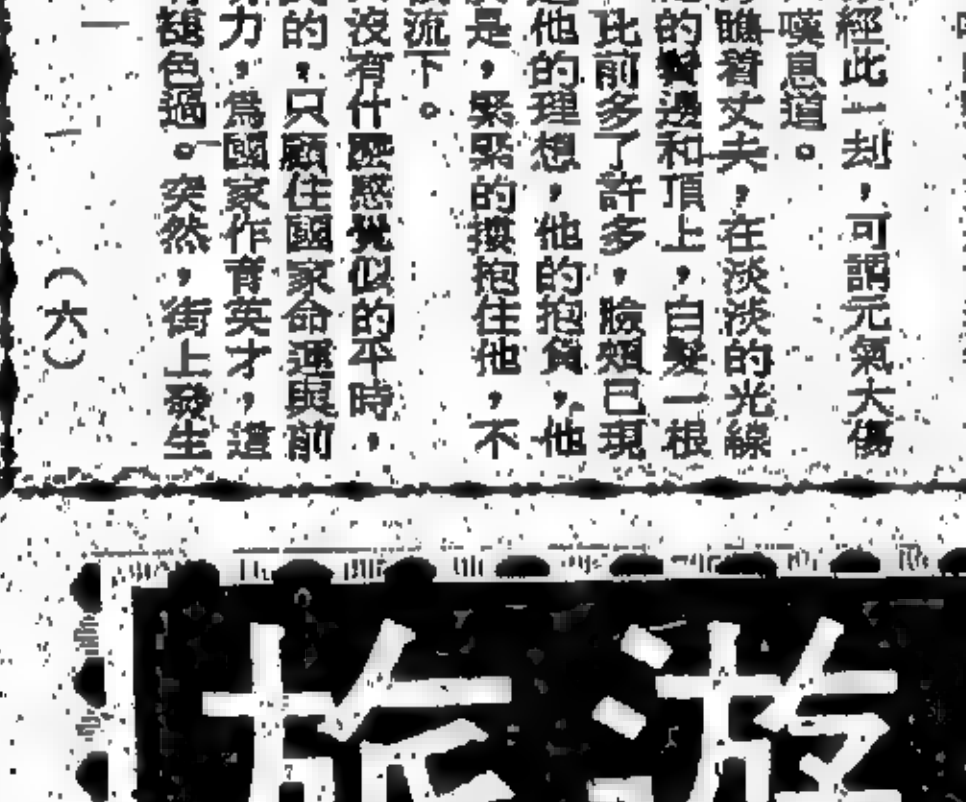 經此一刦，可謂元氣大傷
嘆息道。
瞧着丈夫，在淡淡的光線
的鬢邊和頂上，白髮一根
此前多了許多，臉頰已現
他的理想，他的抱負，他
是，緊緊的摟抱住他，不
流下。
沒有什麼感覺似的平時，
的，只顧住國家命運與前
力，爲國家作育英才，這
褪色過。突然，街上發生
（六）
游旅